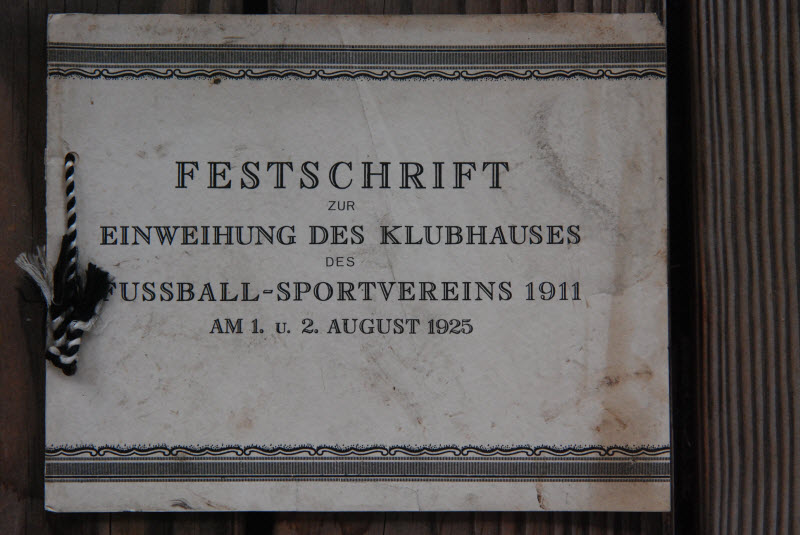 FESTSCHRIFT
ZUR
EINWEIHUNG DES KLUBHAUSES
DES
FUSSBALL-SPORTVEREINS 1911
AM 1. U. 2. AUGUST 1925